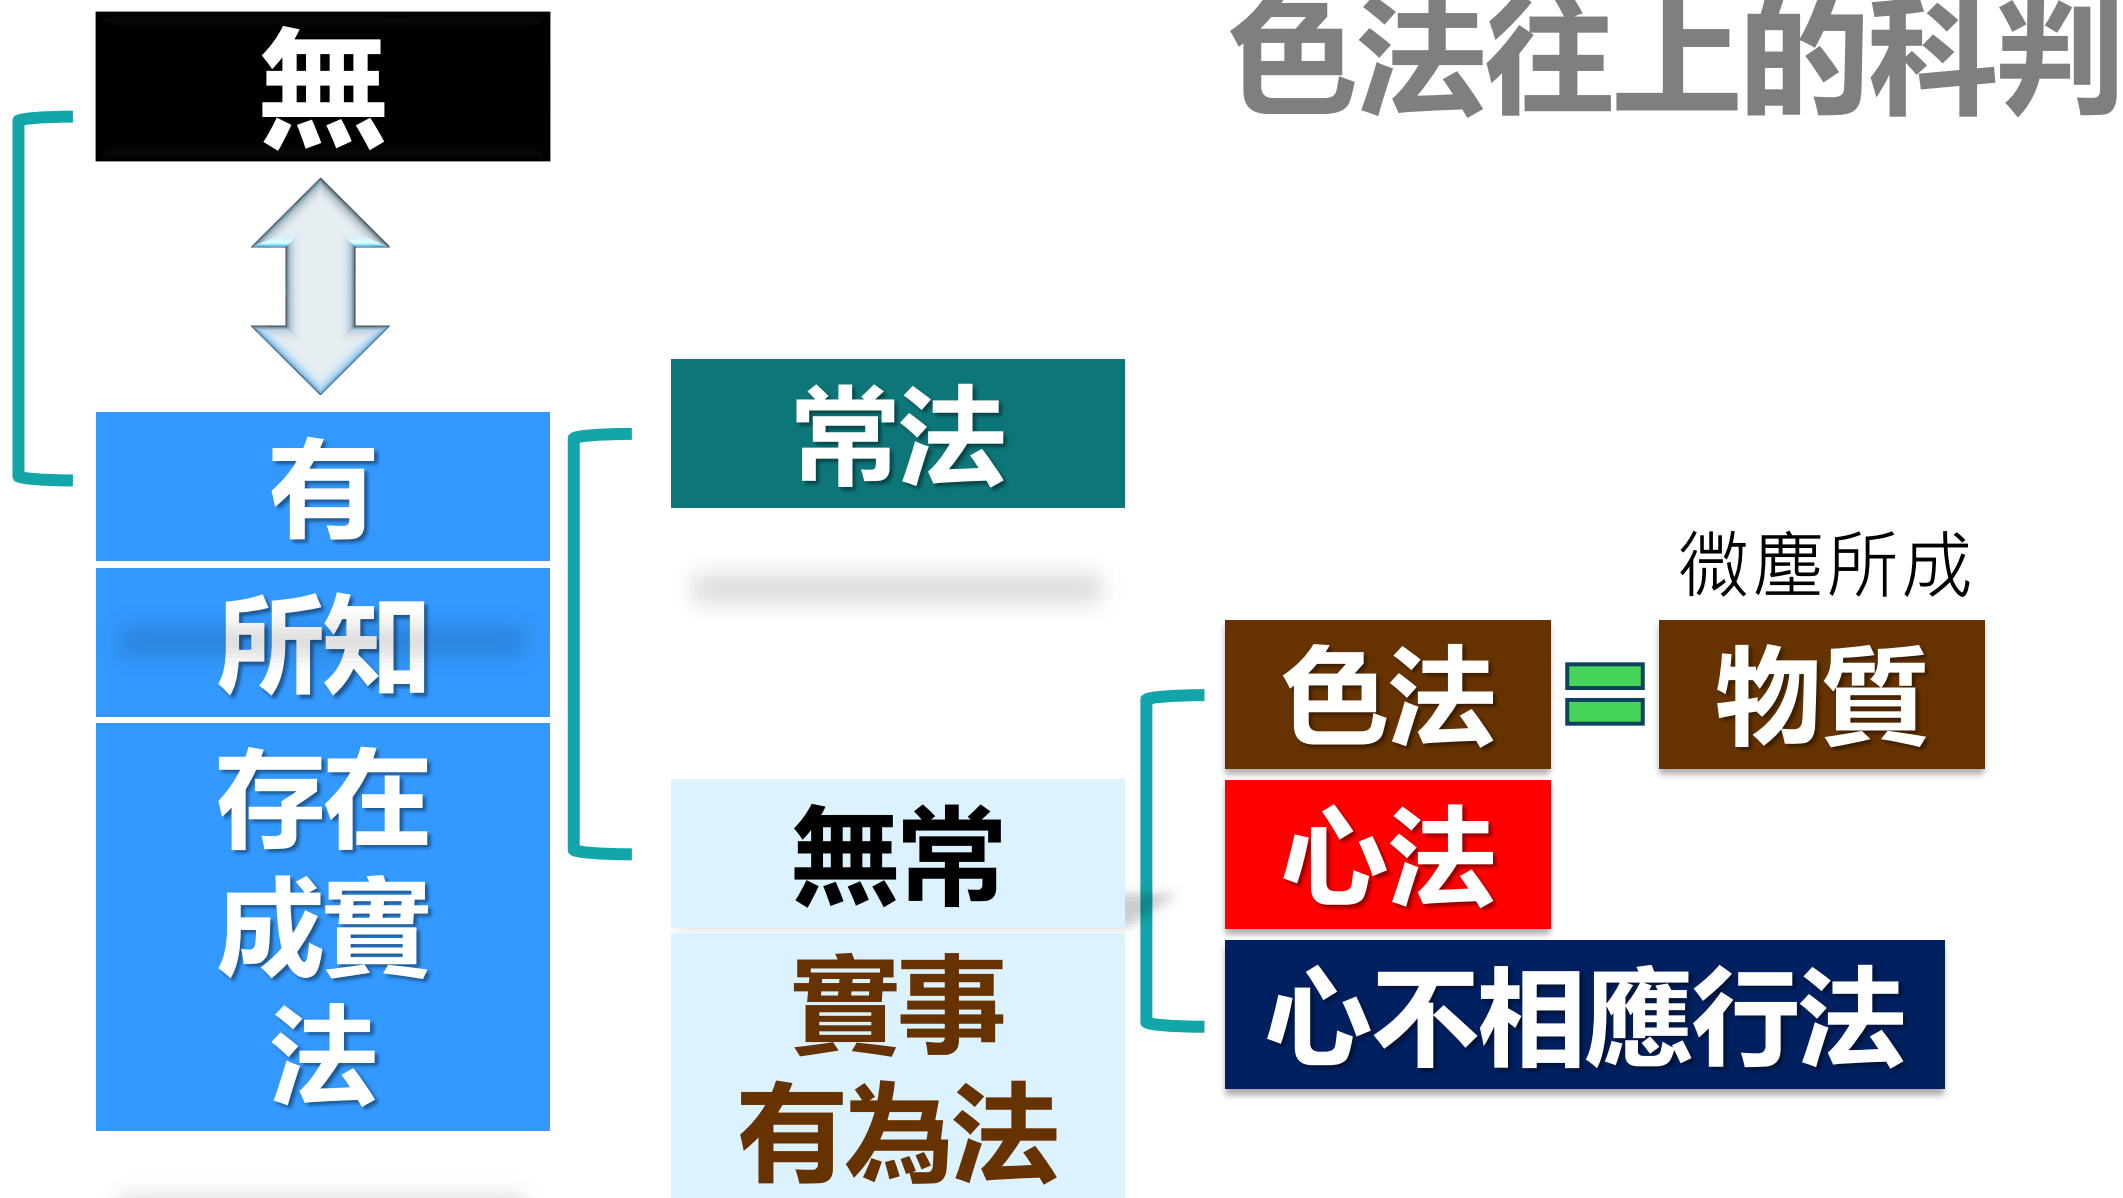 色法往上的科判
無
有
所知
存在
成實
法
常法
無常
實事
有為法
微塵所成
色法
物質
心法
心不相應行法